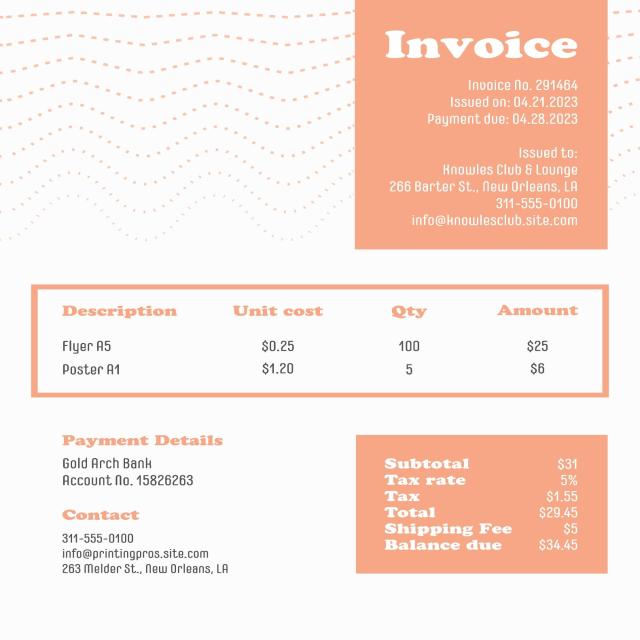 Invoice
Invoice No. 291464
Issued on: 04.21.2023
Payment due: 04.28.2023
Issued to:
Knowles Club & Lounge
266 Barter St., New Orleans, LA
311-555-0100
info@knowlesclub.site.com
Description Unit cost Qty Amount
Flyer A5 $0.25 100 $25
Poster A1 $1.20 5 $6
Payment Details
Gold Arch Bank
Account No. 15826263
Contact
311-555-0100
info@printingpros.site.com
263 Melder St., New Orleans, LA
Subtotal $31
Tax rate 5%
Tax $1.55
Total $29.45
Shipping Fee $5
Balance due $34.45